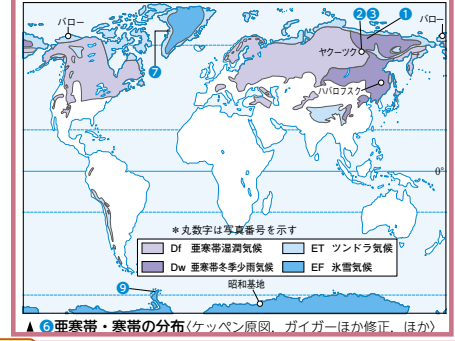 バロー
❷❸
❶
バロー
ヤクーツク
❼
ハバロフスク
0°
＊丸数字は写真番号を示す
Df 亜寒帯湿潤気候
ET ツンドラ気候
Dw 亜寒帯冬季少雨気候
EF 氷雪気候
❾
昭和基地
▲❻亜寒帯・寒帯の分布〈ケッペン原図，ガイガーほか修正，ほか〉